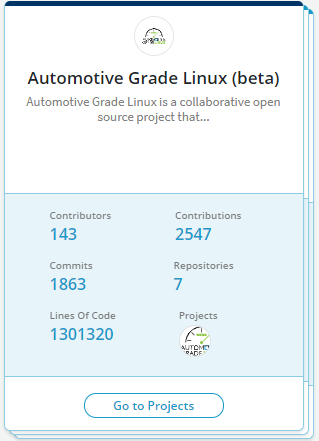 Automotive Grade Linux (beta)
Automotive Grade Linux is a collaborative open
source project that...
Contributors
Contributions
143
2547
Commits
Repositories
1863
7
Lines Of Code
Projects
1301320
Go to Projects